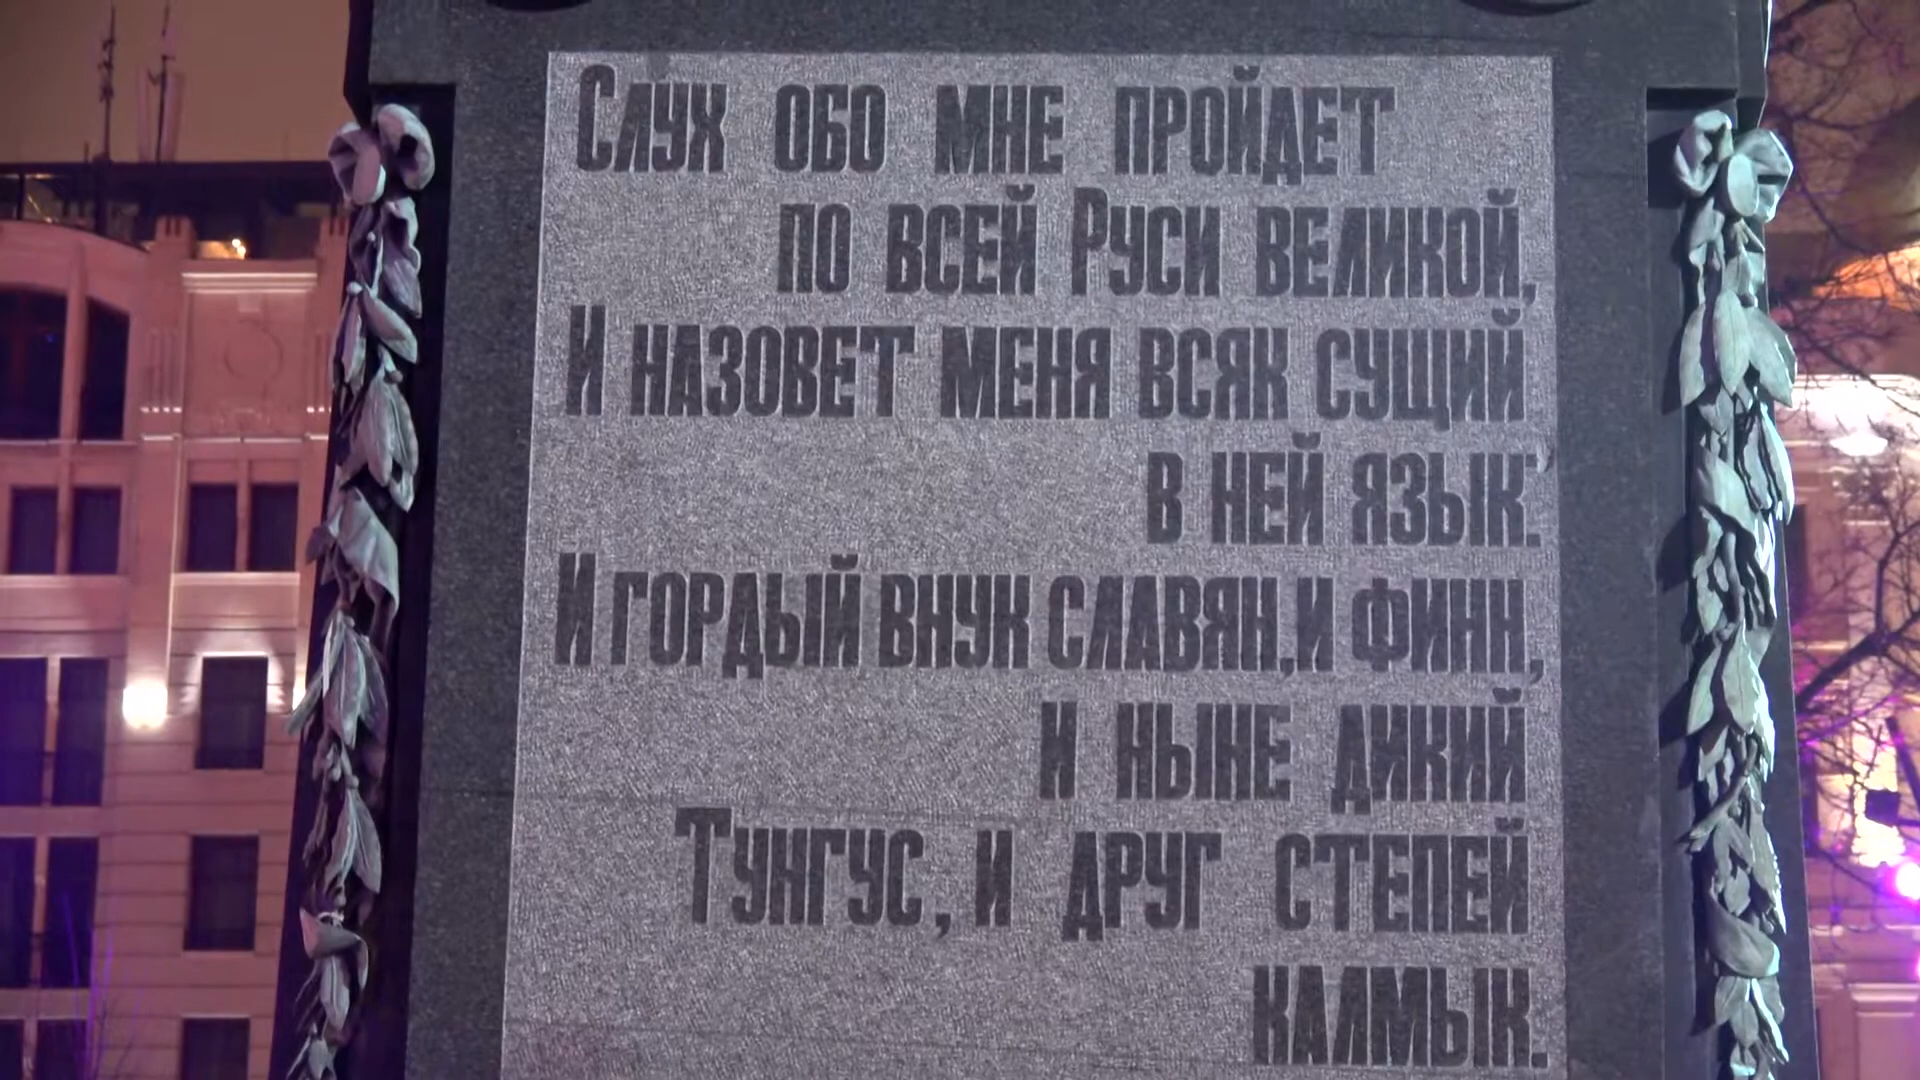 Слух обо мне пройдет
по всей Руси великой,
И назовет меня всяк сущий
в ней язык:
И гордый внук славян, и финн,
и ныне дикий
Тунгус, и друг степей
калмык.